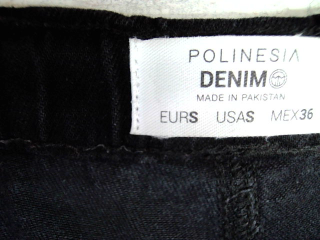 POLINESIA
DENIM
MADE IN PAKISTAN
EURS USAS MEX36